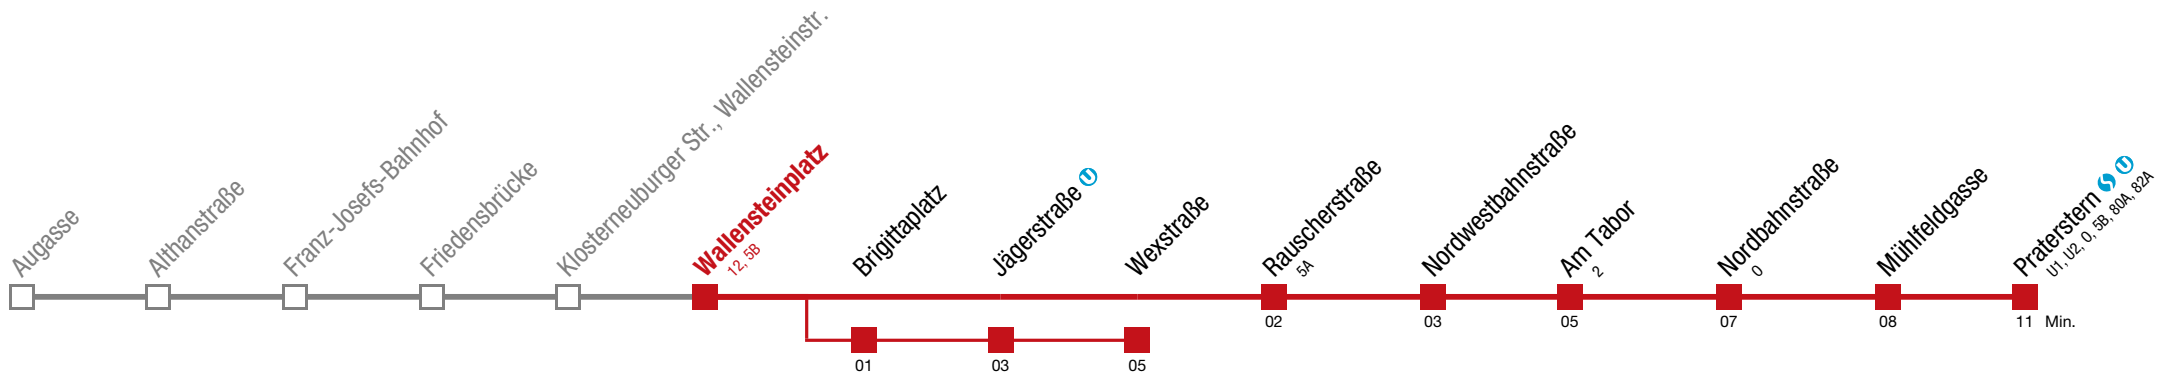 Augasse
Althanstraße
Franz-Josefs-Bahnhof
Friedensbrücke
Klosterneuburger Str., Wallensteinstr.
Wallensteinplatz
12, 5B
Brigittaplatz
Jägerstraße U
Wexstraße
Rauscherstraße
5A
Nordwestbahnstraße
Am Tabor
2
Nordbahnstraße
O
Mühlfeldgasse
Praterstern S U
U1, U2, O, 5B, 80A, 82A
02 03 05 07 08 11 Min.
01 03 05